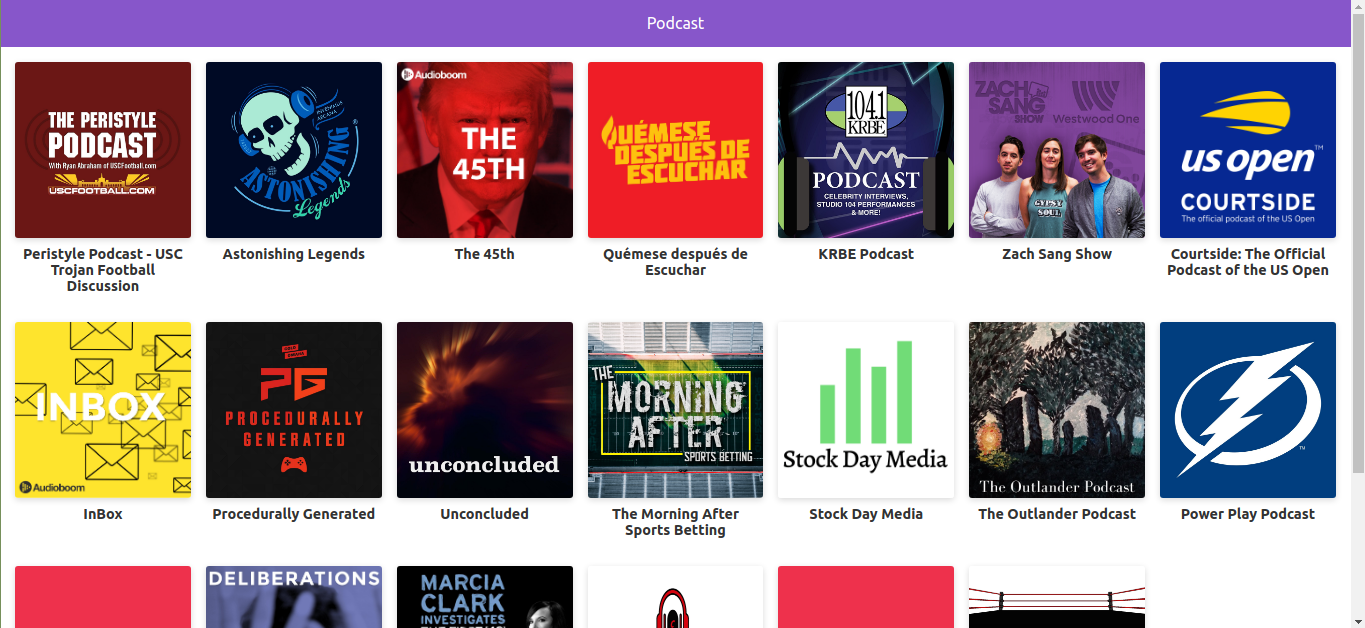 Podcast
THE PERISTYLE
PODCAST
With Ryan Abraham of USCFootball.com
USCFOOTBALL.COM
Peristyle Podcast - USC
Trojan Football
Discussion
ASTONISHING
Legends
Astonishing Legends
Audioboom
THE
45TH
The 45th
QUÉMESE
DESPUÉS DE
ESCUCHAR
Quémese después de
Escuchar
104.1
KRBE
PODCAST
CELEBRITY INTERVIEWS,
STUDIO 104 PERFORMANCES
& MORE!
KRBE Podcast
ZACH
SANG
SHOW
Westwood One
GYPSY
SOUL
Zach Sang Show
us open™
COURTSIDE
The official podcast of the US Open
Courtside: The Official
Podcast of the US Open
INBOX
Audioboom
InBox
PG
PROCEDURALLY
GENERATED
Procedurally Generated
unconcluded
Unconcluded
THE
MORNING
AFTER
SPORTS BETTING
The Morning After
Sports Betting
Stock Day Media
Stock Day Media
The Outlander Podcast
The Outlander Podcast
Power Play Podcast
DELIBERATIONS
MARCIA
CLARK
INVESTIGATES